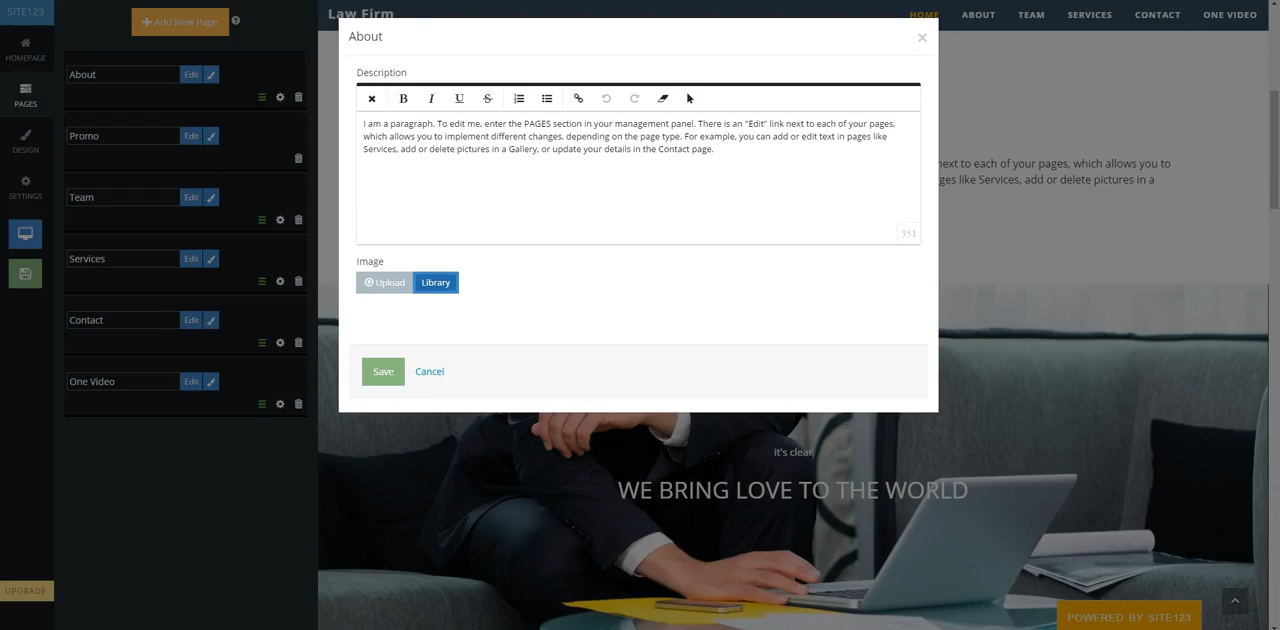 SITE123
HOMEPAGE
PAGES
DESIGN
SETTINGS
UPGRADE
Add New Page
About
Edit
Promo
Edit
Team
Edit
Services
Edit
Contact
Edit
One Video
Edit
Law Firm
HOME ABOUT TEAM SERVICES CONTACT ONE VIDEO
About
×
Description
B I U S
I am a paragraph. To edit me, enter the PAGES section in your management panel. There is an "Edit" link next to each of your pages,
which allows you to implement different changes, depending on the page type. For example, you can add or edit text in pages like
Services, add or delete pictures in a Gallery, or update your details in the Contact page.
351
Image
Upload Library
Save Cancel
next to each of your pages, which allows you to
ges like Services, add or delete pictures in a
it's clear
WE BRING LOVE TO THE WORLD
POWERED BY SITE123